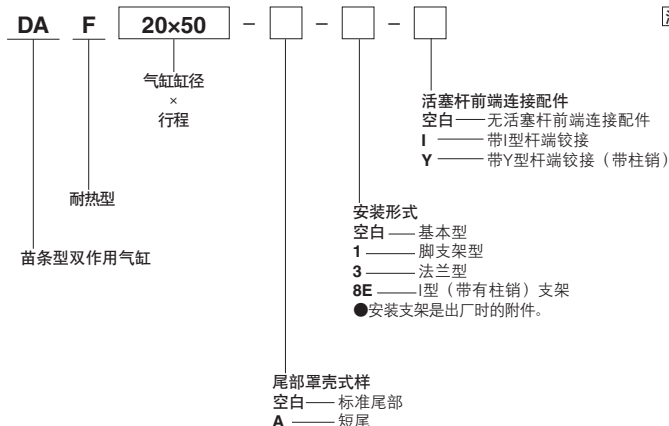 DA F 20×50 – – –
气缸缸径
×
行程
耐热型
苗条型双作用气缸
活塞杆前端连接配件
空白——无活塞杆前端连接配件
I ——带I型杆端铰接
Y ——带Y型杆端铰接（带柱销）
安装形式
空白——基本型
1——脚支架型
3——法兰型
8E——I型（带有柱销）支架
●安装支架是出厂时的附件。
尾部罩壳式样
空白——标准尾部
A——短尾